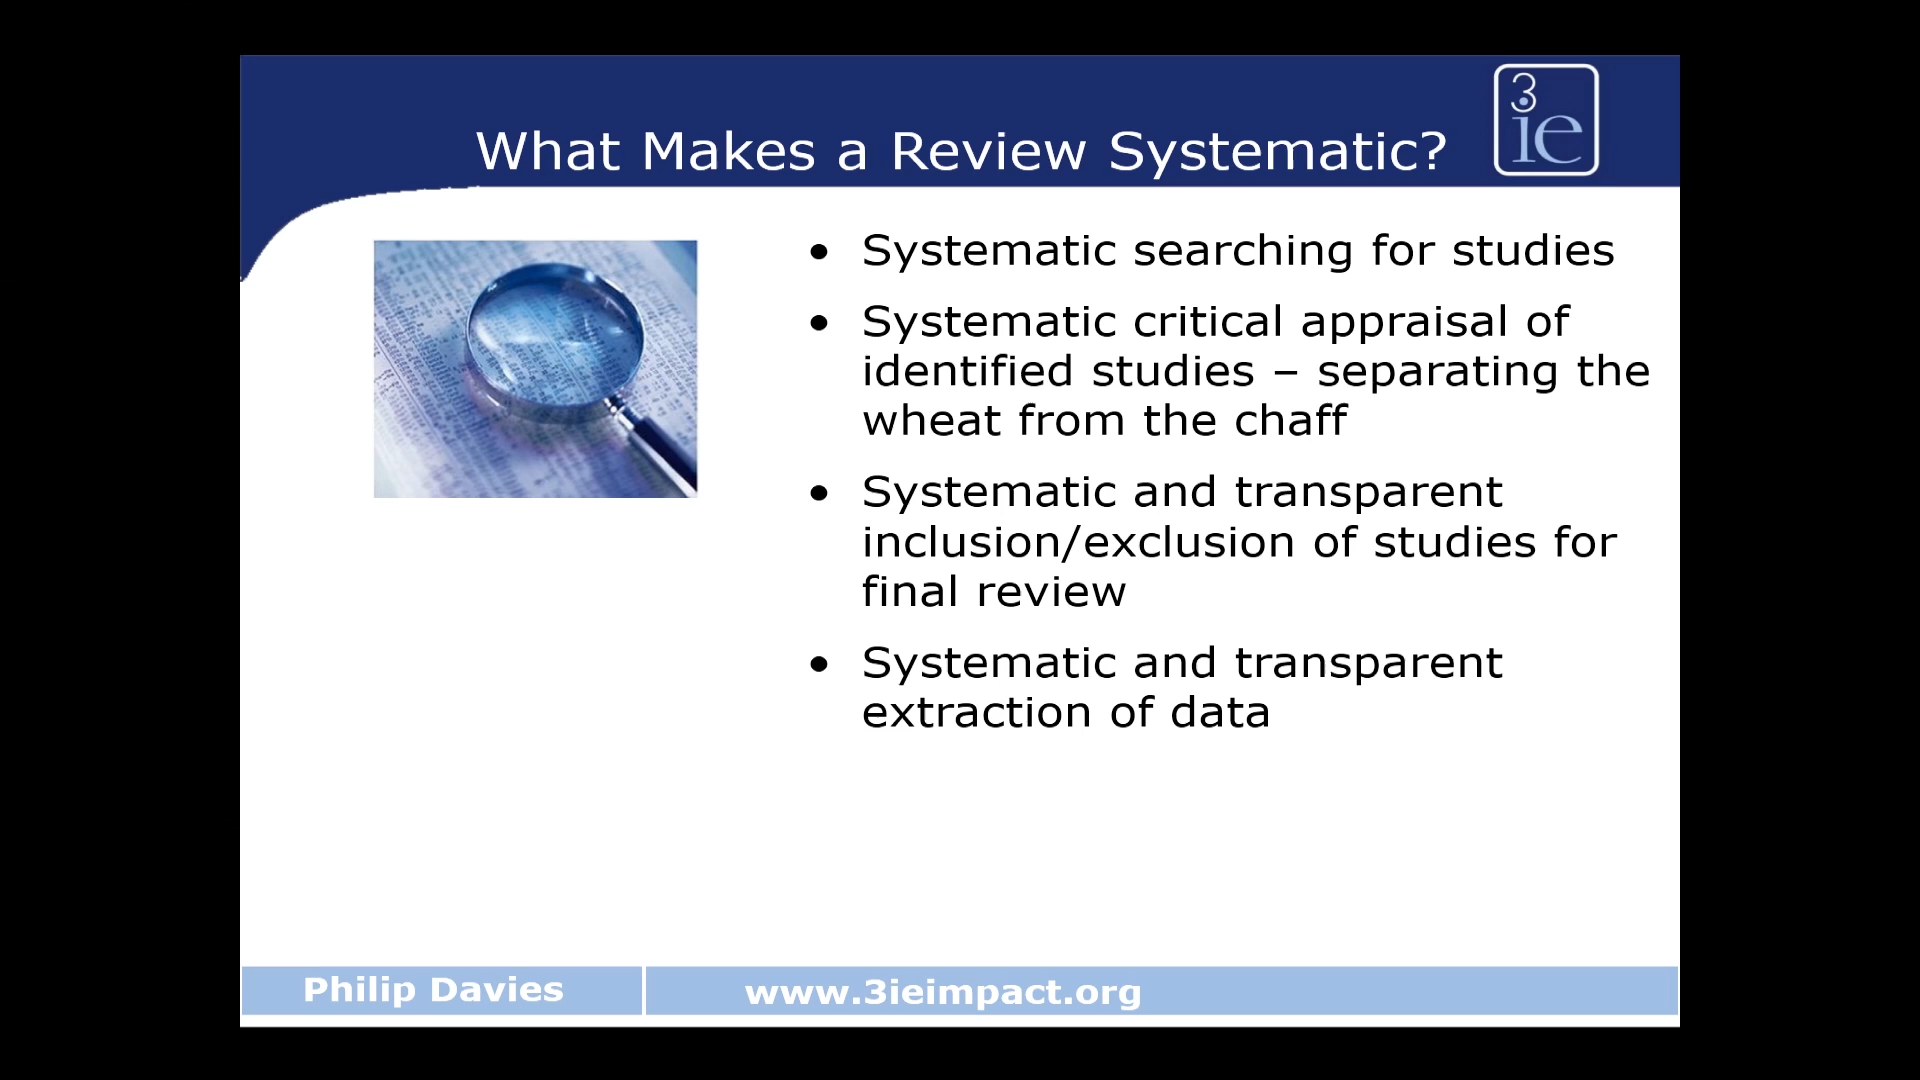 What Makes a Review Systematic?
3
ie
• Systematic searching for studies
• Systematic critical appraisal of
identified studies – separating the
wheat from the chaff
• Systematic and transparent
inclusion/exclusion of studies for
final review
• Systematic and transparent
extraction of data
Philip Davies
www.3ieimpact.org